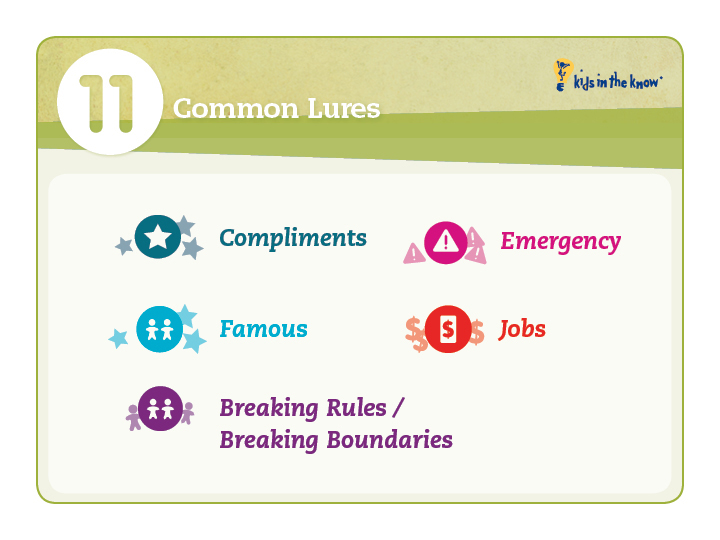 11
Common Lures
kids in the know
Compliments
Emergency
Famous
Jobs
Breaking Rules /
Breaking Boundaries